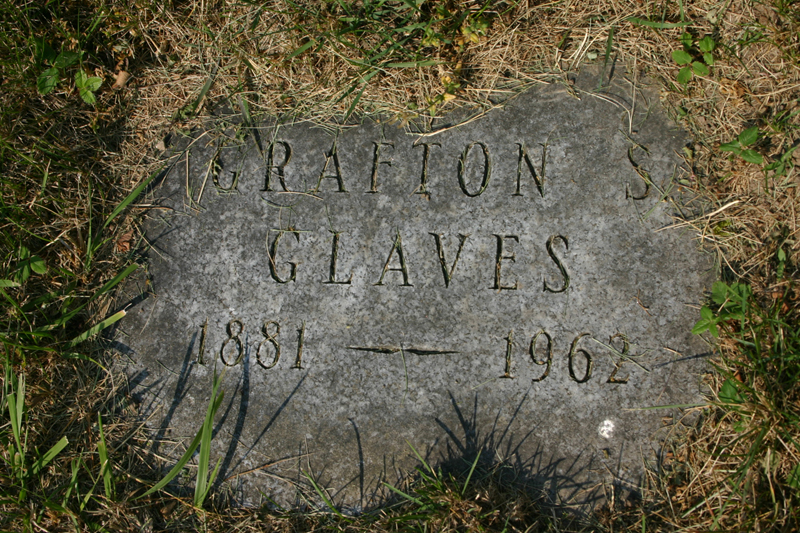 GRAFTON S.
GLAVES
1881 — 1962